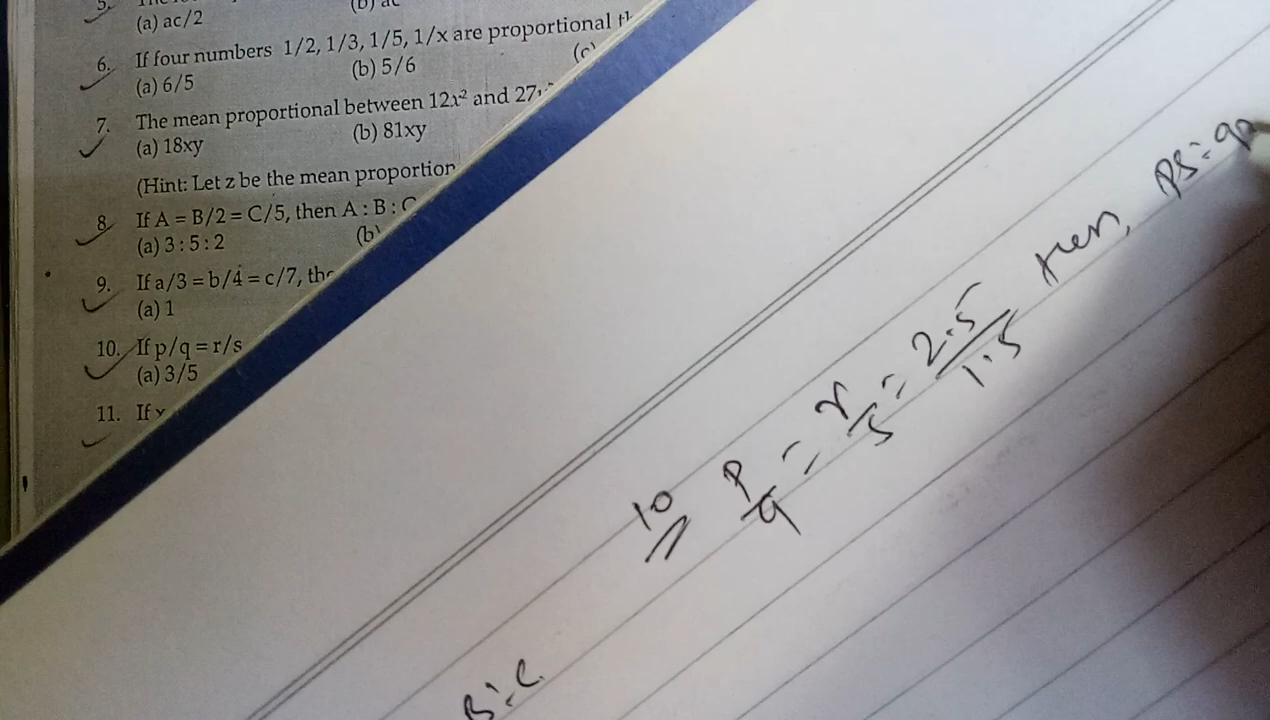 5.
(a) ac/2 (b) ac
6. If four numbers 1/2, 1/3, 1/5, 1/x are proportional
(a) 6/5 (b) 5/6 (c)
7. The mean proportional between 12x² and 27
(a) 18xy (b) 81xy
(Hint: Let z be the mean proportion
8. If A = B/2 = C/5, then A : B : C
(a) 3 : 5 : 2 (b)
9. If a/3 = b/4 = c/7, the
(a) 1
10. If p/q = r/s
(a) 3/5
11. If
10 p/q = r/s = 2.5/1.5 then, ps:q
B:C